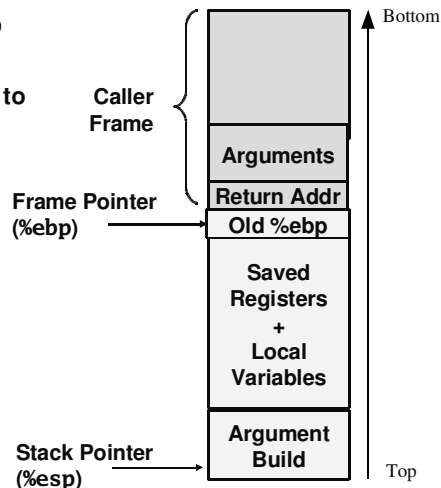 Bottom
to
Caller
Frame
Arguments
Return Addr
Frame Pointer
(%ebp)
Old %ebp
Saved
Registers
+
Local
Variables
Argument
Build
Stack Pointer
(%esp)
Top